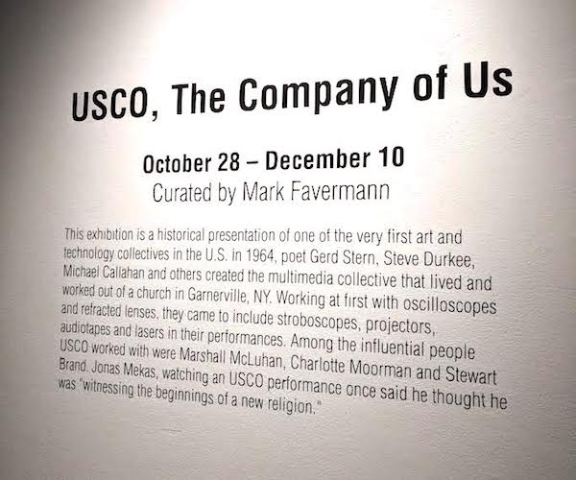 USCO, The Company of Us
October 28 – December 10
Curated by Mark Favermann
This exhibition is a historical presentation of one of the very first art and
technology collectives in the U.S. in 1964, poet Gerd Stern, Steve Durkee,
Michael Callahan and others created the multimedia collective that lived and
worked out of a church in Garnerville, NY. Working at first with oscilloscopes
and refracted lenses, they came to include stroboscopes, projectors,
audiotapes and lasers in their performances. Among the influential people
USCO worked with were Marshall McLuhan, Charlotte Moorman and Stewart
Brand. Jonas Mekas, watching an USCO performance once said he thought he
was "witnessing the beginnings of a new religion."